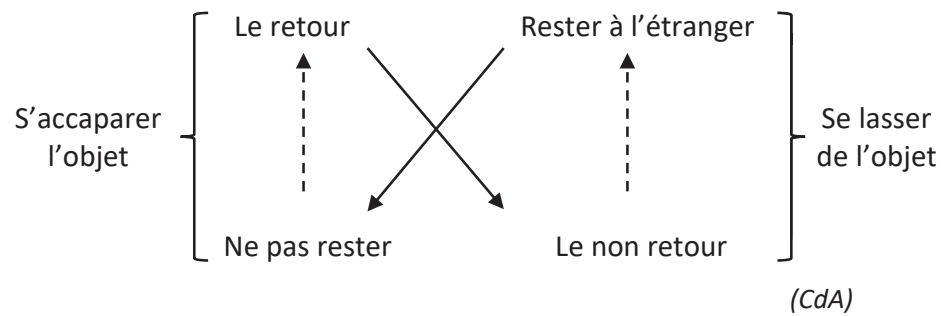 Le retour
Rester à l’étranger
S’accaparer
l’objet
Se lasser
de l’objet
Ne pas rester
Le non retour
(CdA)